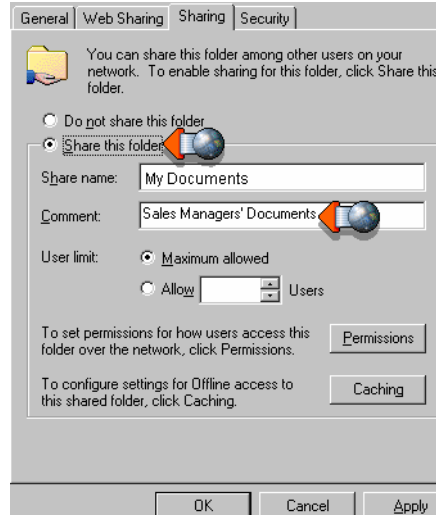 General Web Sharing Sharing Security
You can share this folder among other users on your
network. To enable sharing for this folder, click Share this
folder.
Do not share this folder
Share this folder
Share name: My Documents
Comment: Sales Managers' Documents
User limit: Maximum allowed
Allow Users
To set permissions for how users access this
folder over the network, click Permissions.
Permissions
To configure settings for Offline access to
this shared folder, click Caching.
Caching
OK Cancel Apply